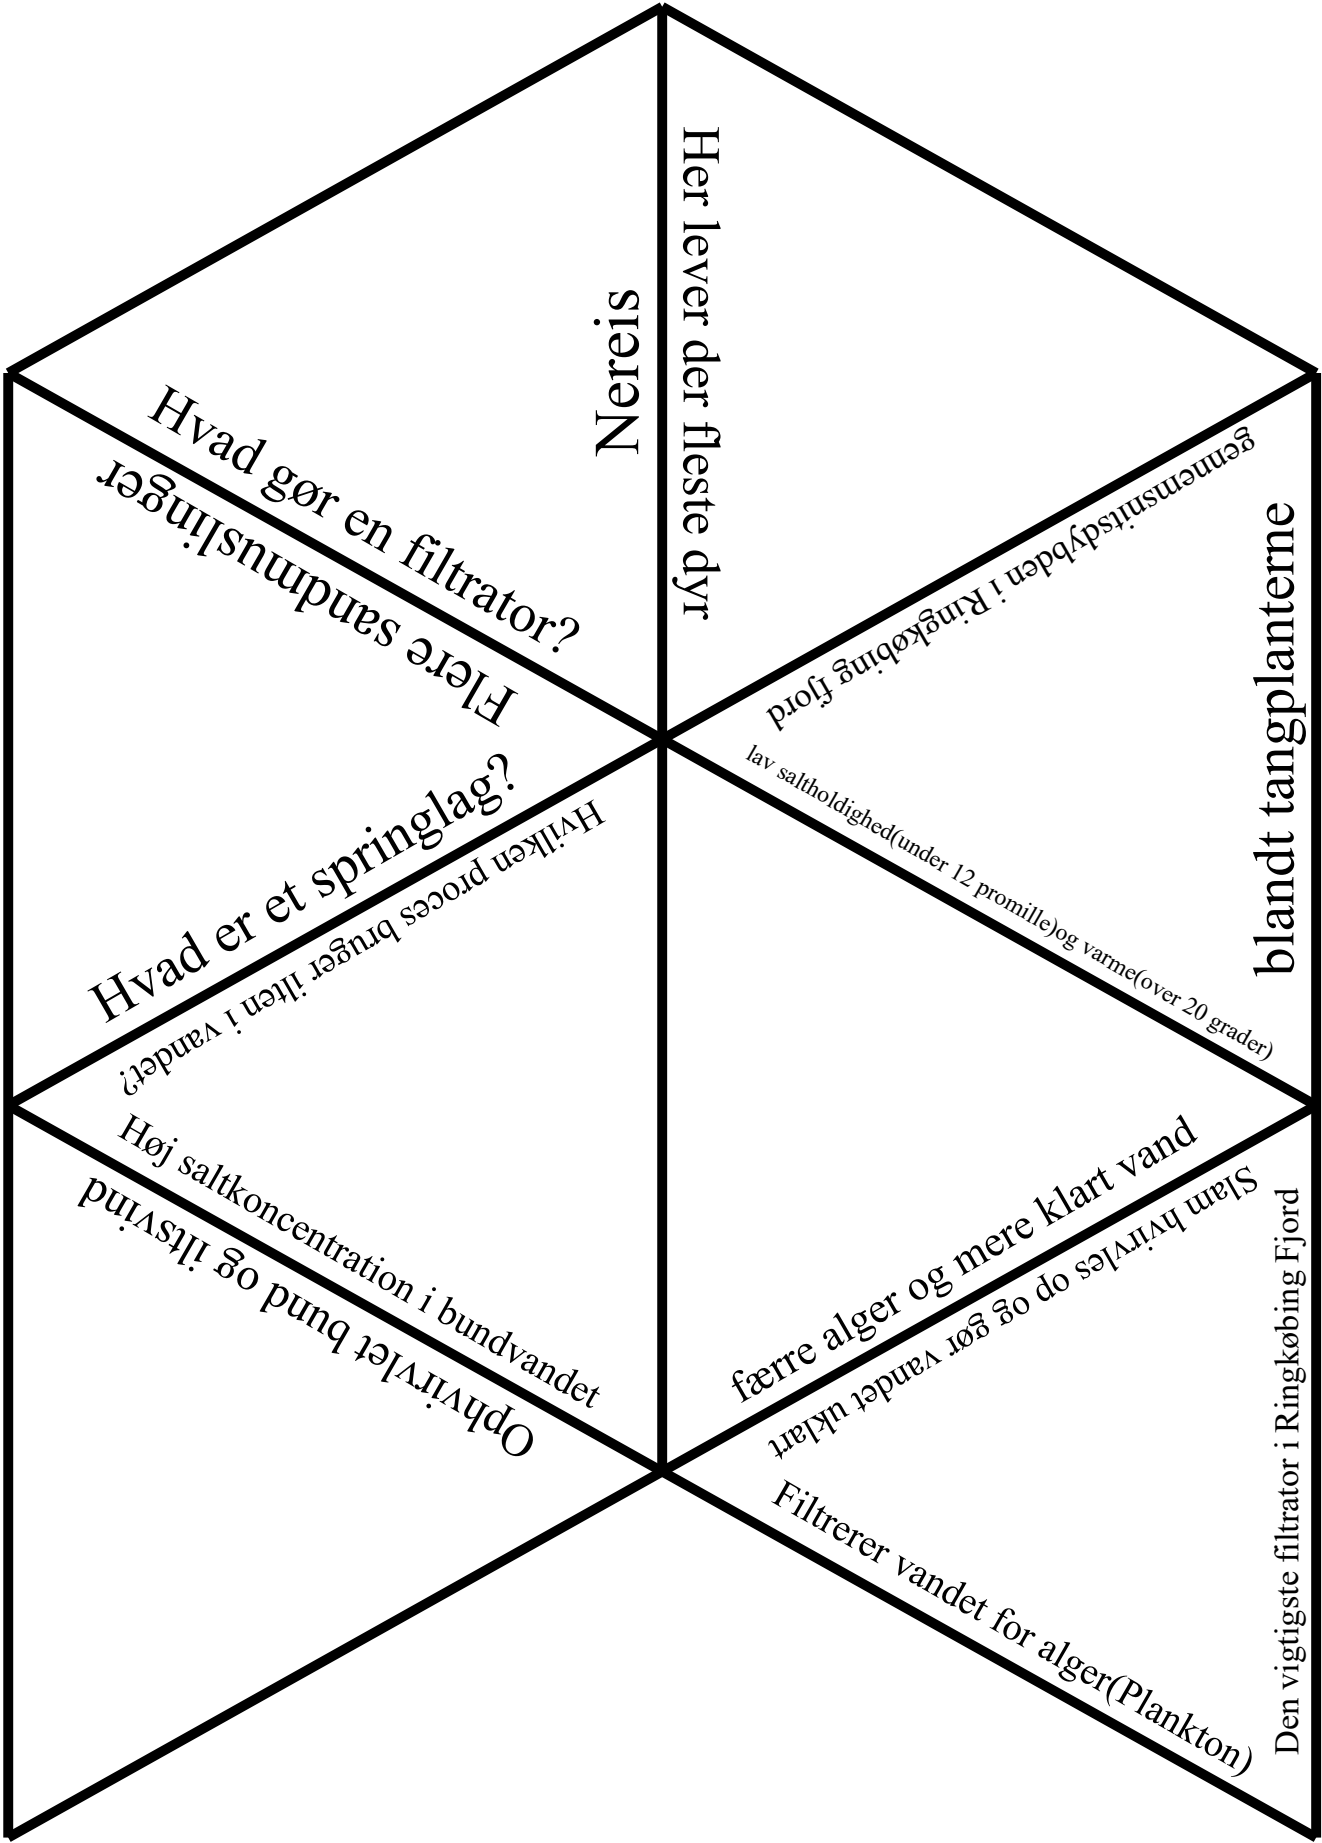 Her lever der fleste dyr
Nereis
Hvad gør en filtrator?
Flere sandmuslinger
gennemsnitsdybden i Ringkøbing fjord
blandt tangplanterne
lav saltholdighed(under 12 promille)og varme(over 20 grader)
Hvad er et springlag?
Hvilken proces bruger ilten i vandet?
Høj saltkoncentration i bundvandet
Ophvirvlet bund og iltsvind
færre alger og mere klart vand
Slam hvirvles op og gør vandet uklart
Den vigtigste filtrator i Ringkøbing Fjord
Filtrerer vandet for alger(Plankton)